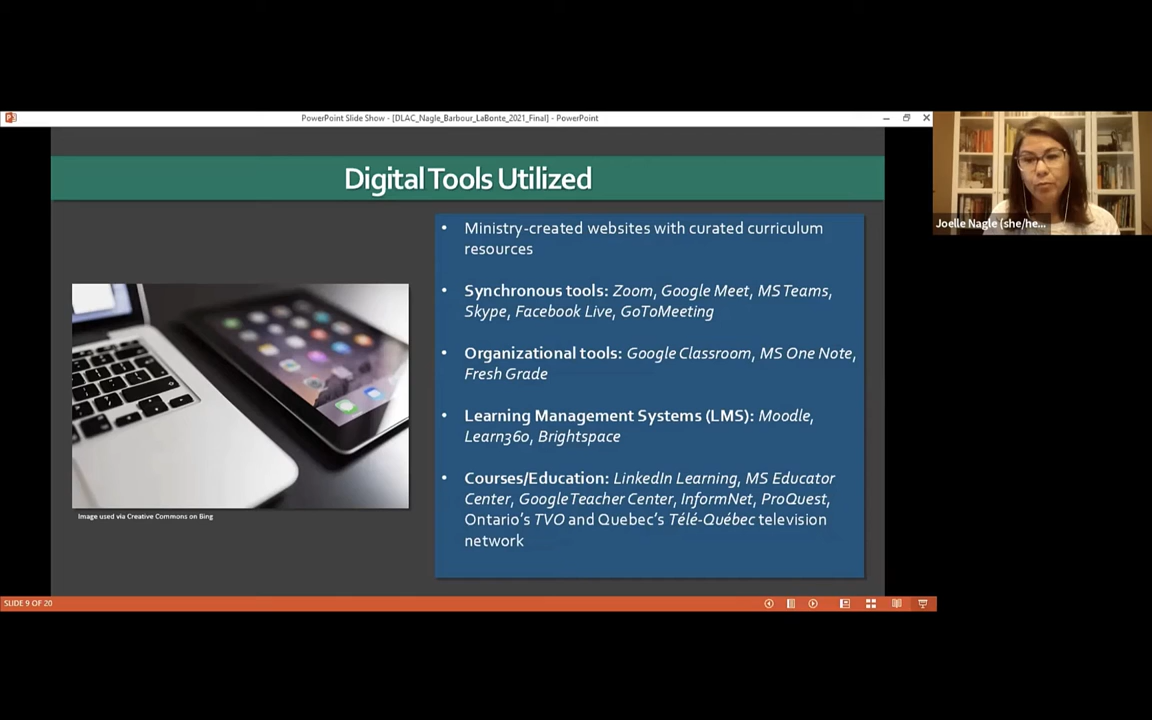 PowerPoint Slide Show - [DLAC_Nagle_Barbour_LaBonte_2021_Final] - PowerPoint
Digital Tools Utilized
• Ministry-created websites with curated curriculum
resources
• Synchronous tools: Zoom, Google Meet, MS Teams,
Skype, Facebook Live, GoToMeeting
• Organizational tools: Google Classroom, MS One Note,
Fresh Grade
• Learning Management Systems (LMS): Moodle,
Learn360, Brightspace
• Courses/Education: LinkedIn Learning, MS Educator
Center, Google Teacher Center, InformNet, ProQuest,
Ontario's TVO and Quebec's Télé-Québec television
network
Image used via Creative Commons on Bing
SLIDE 9 OF 20
Joelle Nagle (she/he...